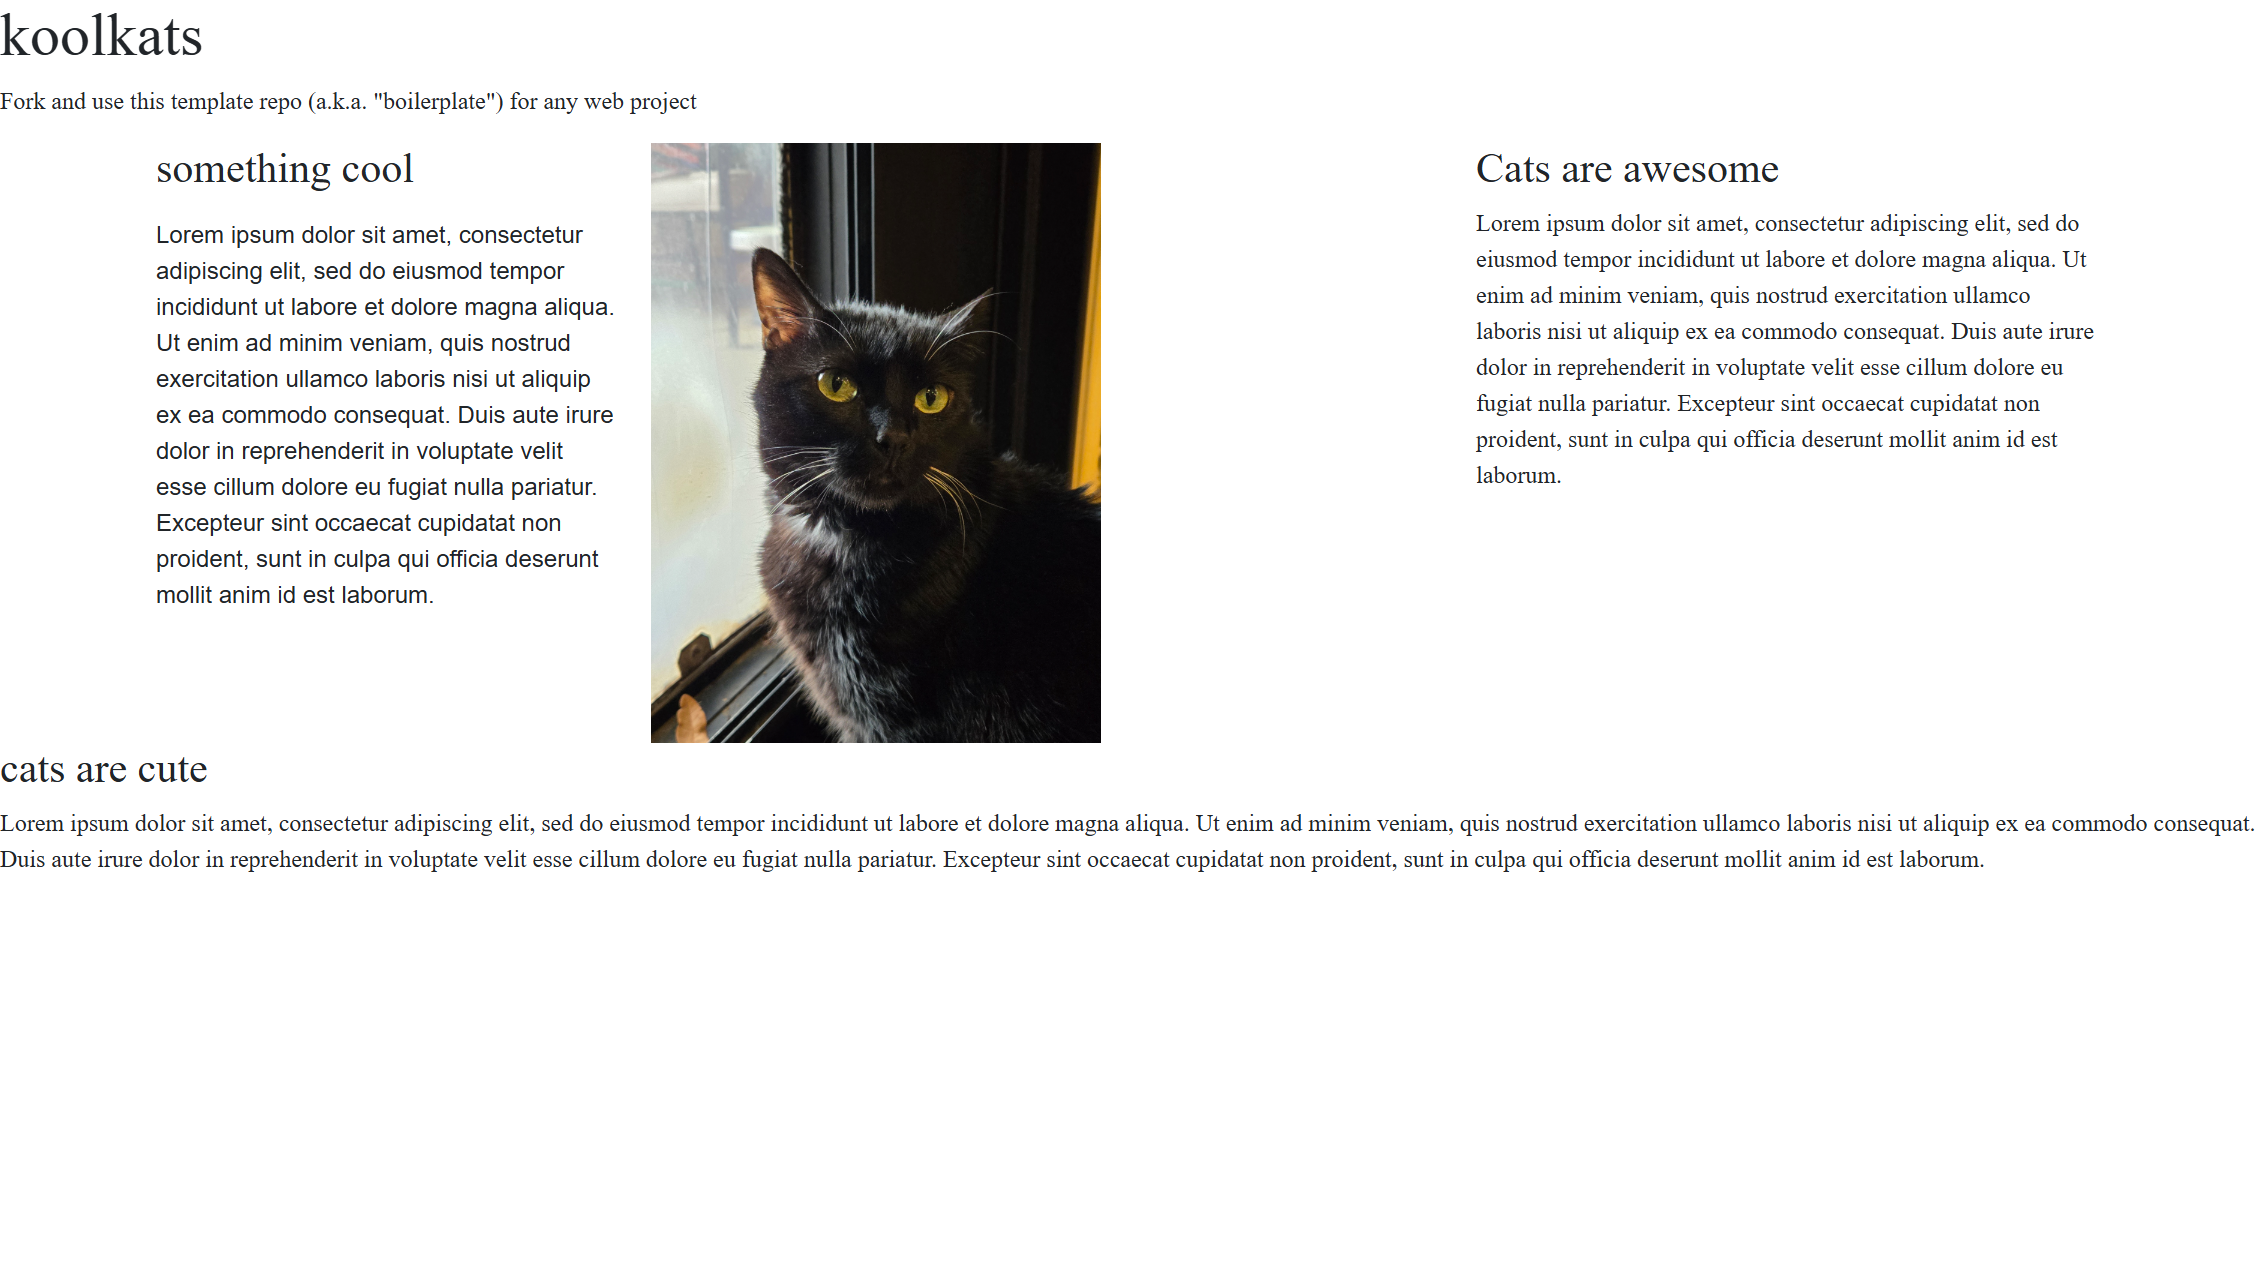 koolkats
Fork and use this template repo (a.k.a. "boilerplate") for any web project
something cool
Lorem ipsum dolor sit amet, consectetur
adipiscing elit, sed do eiusmod tempor
incididunt ut labore et dolore magna aliqua.
Ut enim ad minim veniam, quis nostrud
exercitation ullamco laboris nisi ut aliquip
ex ea commodo consequat. Duis aute irure
dolor in reprehenderit in voluptate velit
esse cillum dolore eu fugiat nulla pariatur.
Excepteur sint occaecat cupidatat non
proident, sunt in culpa qui officia deserunt
mollit anim id est laborum.
Cats are awesome
Lorem ipsum dolor sit amet, consectetur adipiscing elit, sed do
eiusmod tempor incididunt ut labore et dolore magna aliqua. Ut
enim ad minim veniam, quis nostrud exercitation ullamco
laboris nisi ut aliquip ex ea commodo consequat. Duis aute irure
dolor in reprehenderit in voluptate velit esse cillum dolore eu
fugiat nulla pariatur. Excepteur sint occaecat cupidatat non
proident, sunt in culpa qui officia deserunt mollit anim id est
laborum.
cats are cute
Lorem ipsum dolor sit amet, consectetur adipiscing elit, sed do eiusmod tempor incididunt ut labore et dolore magna aliqua. Ut enim ad minim veniam, quis nostrud exercitation ullamco laboris nisi ut aliquip ex ea commodo consequat.
Duis aute irure dolor in reprehenderit in voluptate velit esse cillum dolore eu fugiat nulla pariatur. Excepteur sint occaecat cupidatat non proident, sunt in culpa qui officia deserunt mollit anim id est laborum.